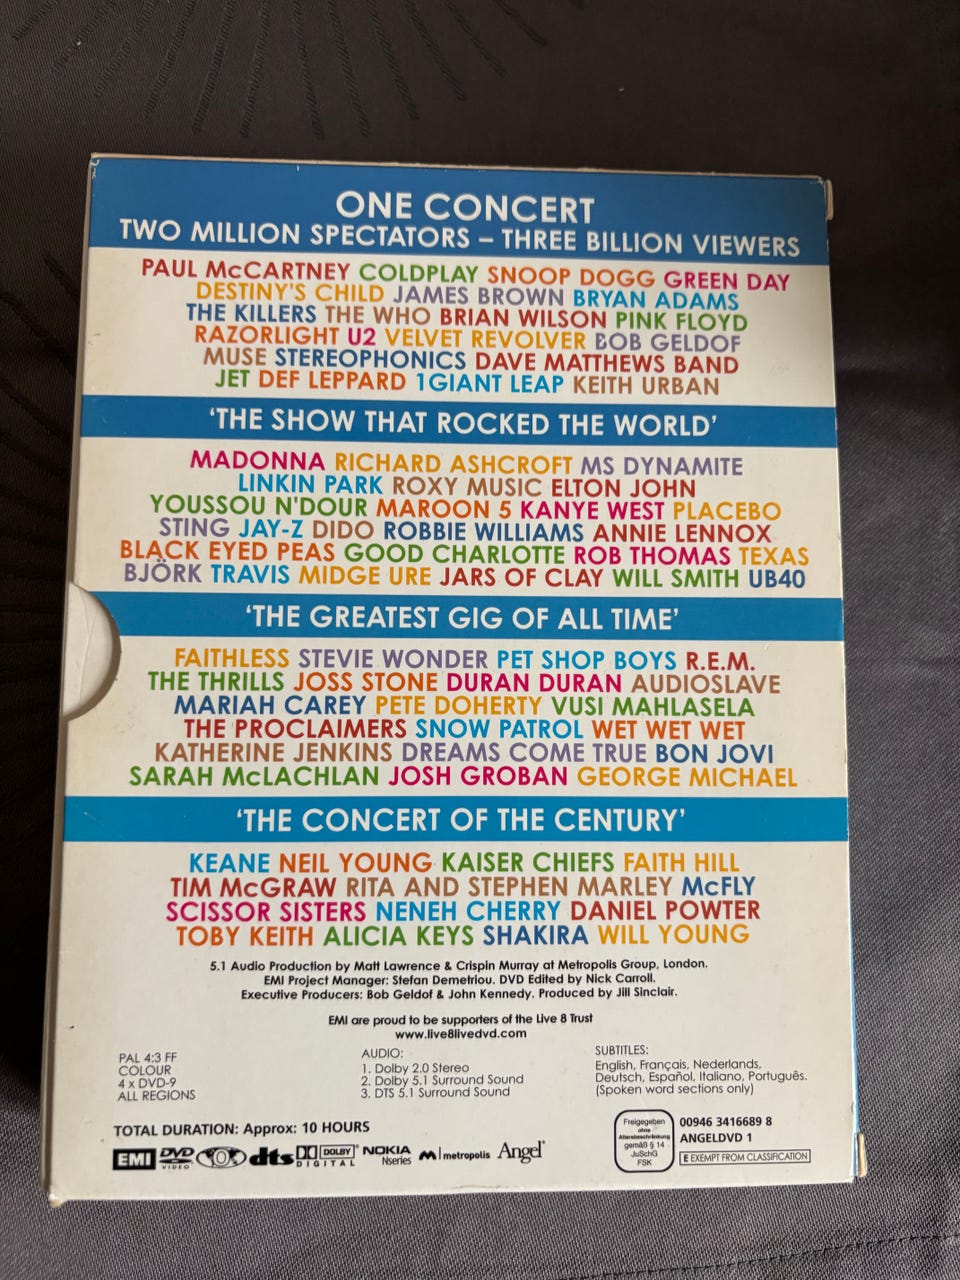 ONE CONCERT
TWO MILLION SPECTATORS – THREE BILLION VIEWERS
PAUL McCARTNEY COLDPLAY SNOOP DOGG GREEN DAY
DESTINY'S CHILD JAMES BROWN BRYAN ADAMS
THE KILLERS THE WHO BRIAN WILSON PINK FLOYD
RAZORLIGHT U2 VELVET REVOLVER BOB GELDOF
MUSE STEREOPHONICS DAVE MATTHEWS BAND
JET DEF LEPPARD 1GIANT LEAP KEITH URBAN
'THE SHOW THAT ROCKED THE WORLD'
MADONNA RICHARD ASHCROFT MS DYNAMITE
LINKIN PARK ROXY MUSIC ELTON JOHN
YOUSSOU N'DOUR MAROON 5 KANYE WEST PLACEBO
STING JAY-Z DIDO ROBBIE WILLIAMS ANNIE LENNOX
BLACK EYED PEAS GOOD CHARLOTTE ROB THOMAS TEXAS
BJÖRK TRAVIS MIDGE URE JARS OF CLAY WILL SMITH UB40
'THE GREATEST GIG OF ALL TIME'
FAITHLESS STEVIE WONDER PET SHOP BOYS R.E.M.
THE THRILLS JOSS STONE DURAN DURAN AUDIOSLAVE
MARIAH CAREY PETE DOHERTY VUSI MAHLASELA
THE PROCLAIMERS SNOW PATROL WET WET WET
KATHERINE JENKINS DREAMS COME TRUE BON JOVI
SARAH McLACHLAN JOSH GROBAN GEORGE MICHAEL
'THE CONCERT OF THE CENTURY'
KEANE NEIL YOUNG KAISER CHIEFS FAITH HILL
TIM McGRAW RITA AND STEPHEN MARLEY McFLY
SCISSOR SISTERS NENEH CHERRY DANIEL POWTER
TOBY KEITH ALICIA KEYS SHAKIRA WILL YOUNG
5.1 Audio Production by Matt Lawrence & Crispin Murray at Metropolis Group, London.
EMI Project Manager: Stefan Demetriou. DVD Edited by Nick Carroll.
Executive Producers: Bob Geldof & John Kennedy. Produced by Jill Sinclair.
EMI are proud to be supporters of the Live 8 Trust
www.live8livedvd.com
PAL 4:3 FF
COLOUR
4 x DVD-9
ALL REGIONS
AUDIO:
1. Dolby 2.0 Stereo
2. Dolby 5.1 Surround Sound
3. DTS 5.1 Surround Sound
SUBTITLES:
English, Français, Nederlands,
Deutsch, Español, Italiano, Português.
(Spoken word sections only)
TOTAL DURATION: Approx: 10 HOURS
EMI DVD VIDEO dts DOLBY DIGITAL NOKIA Nseries metropolis Angel
Freigegeben
ohne
Altersbeschränkung
gemäß § 14
JuSchG
FSK
00946 3416689 8
ANGELDVD 1
E EXEMPT FROM CLASSIFICATION